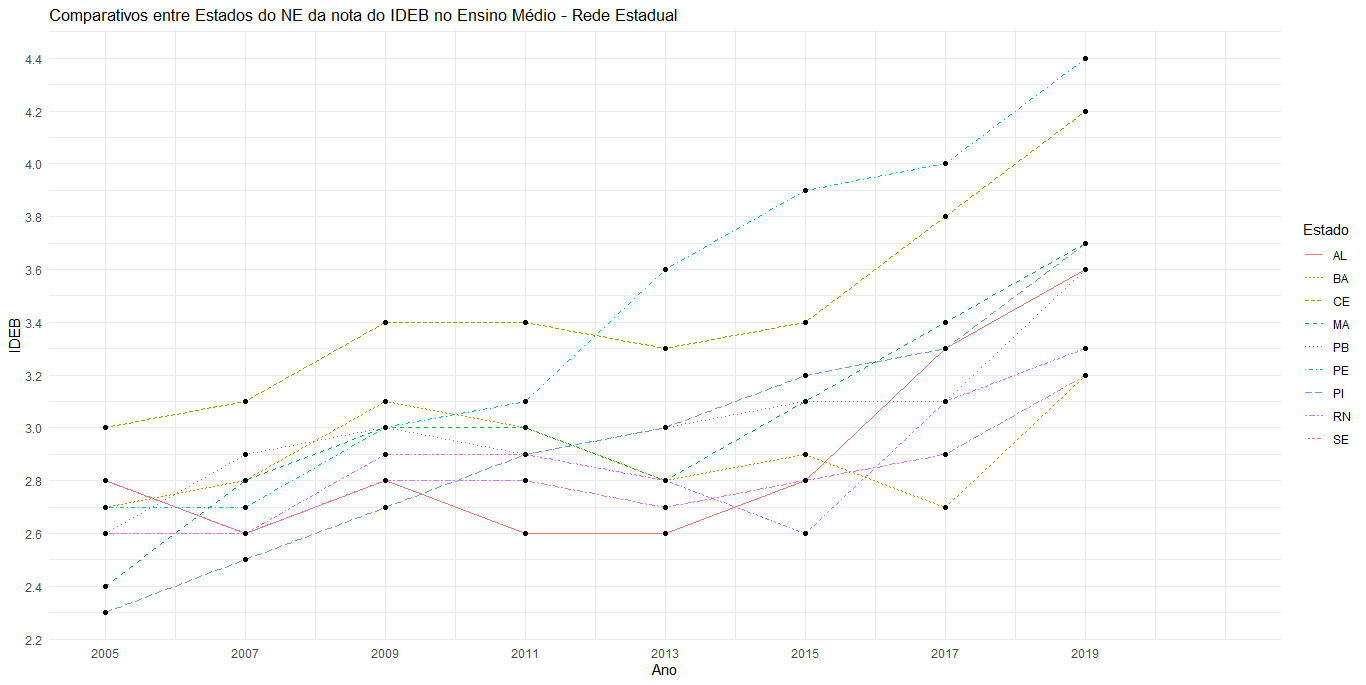 Comparativos entre Estados do NE da nota do IDEB no Ensino Médio - Rede Estadual
4.4
4.2
4.0
3.8
3.6
3.4
3.2
3.0
2.8
2.6
2.4
2.2
IDEB
2005 2007 2009 2011 2013 2015 2017 2019
Ano
Estado
AL
BA
CE
MA
PB
PE
PI
RN
SE